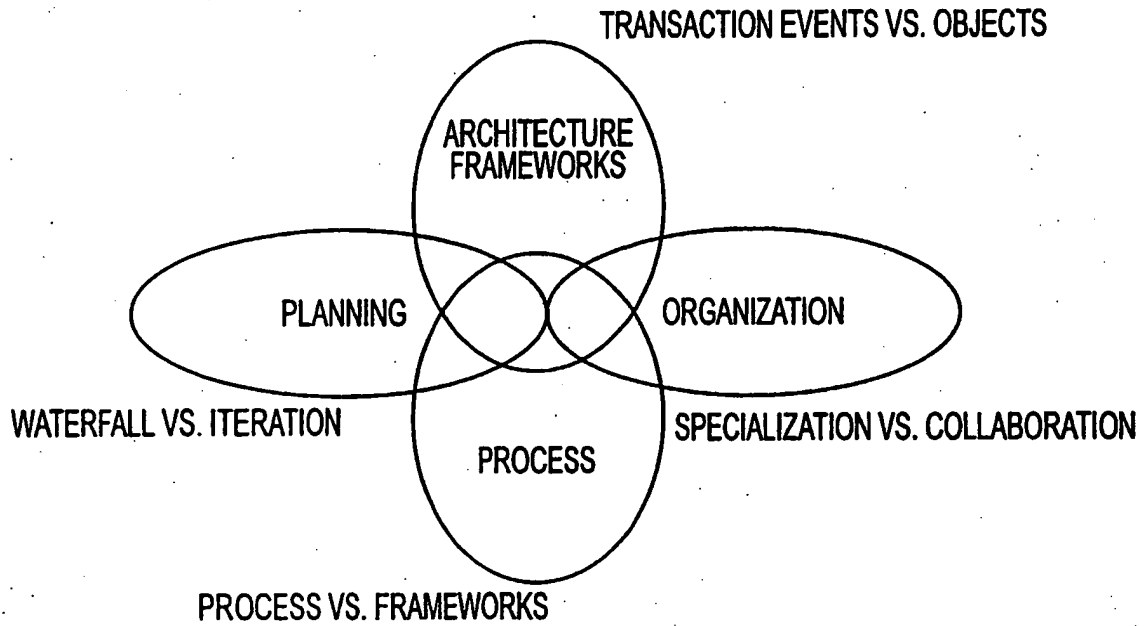 TRANSACTION EVENTS VS. OBJECTS
ARCHITECTURE
FRAMEWORKS
PLANNING
ORGANIZATION
WATERFALL VS. ITERATION
SPECIALIZATION VS. COLLABORATION
PROCESS
PROCESS VS. FRAMEWORKS